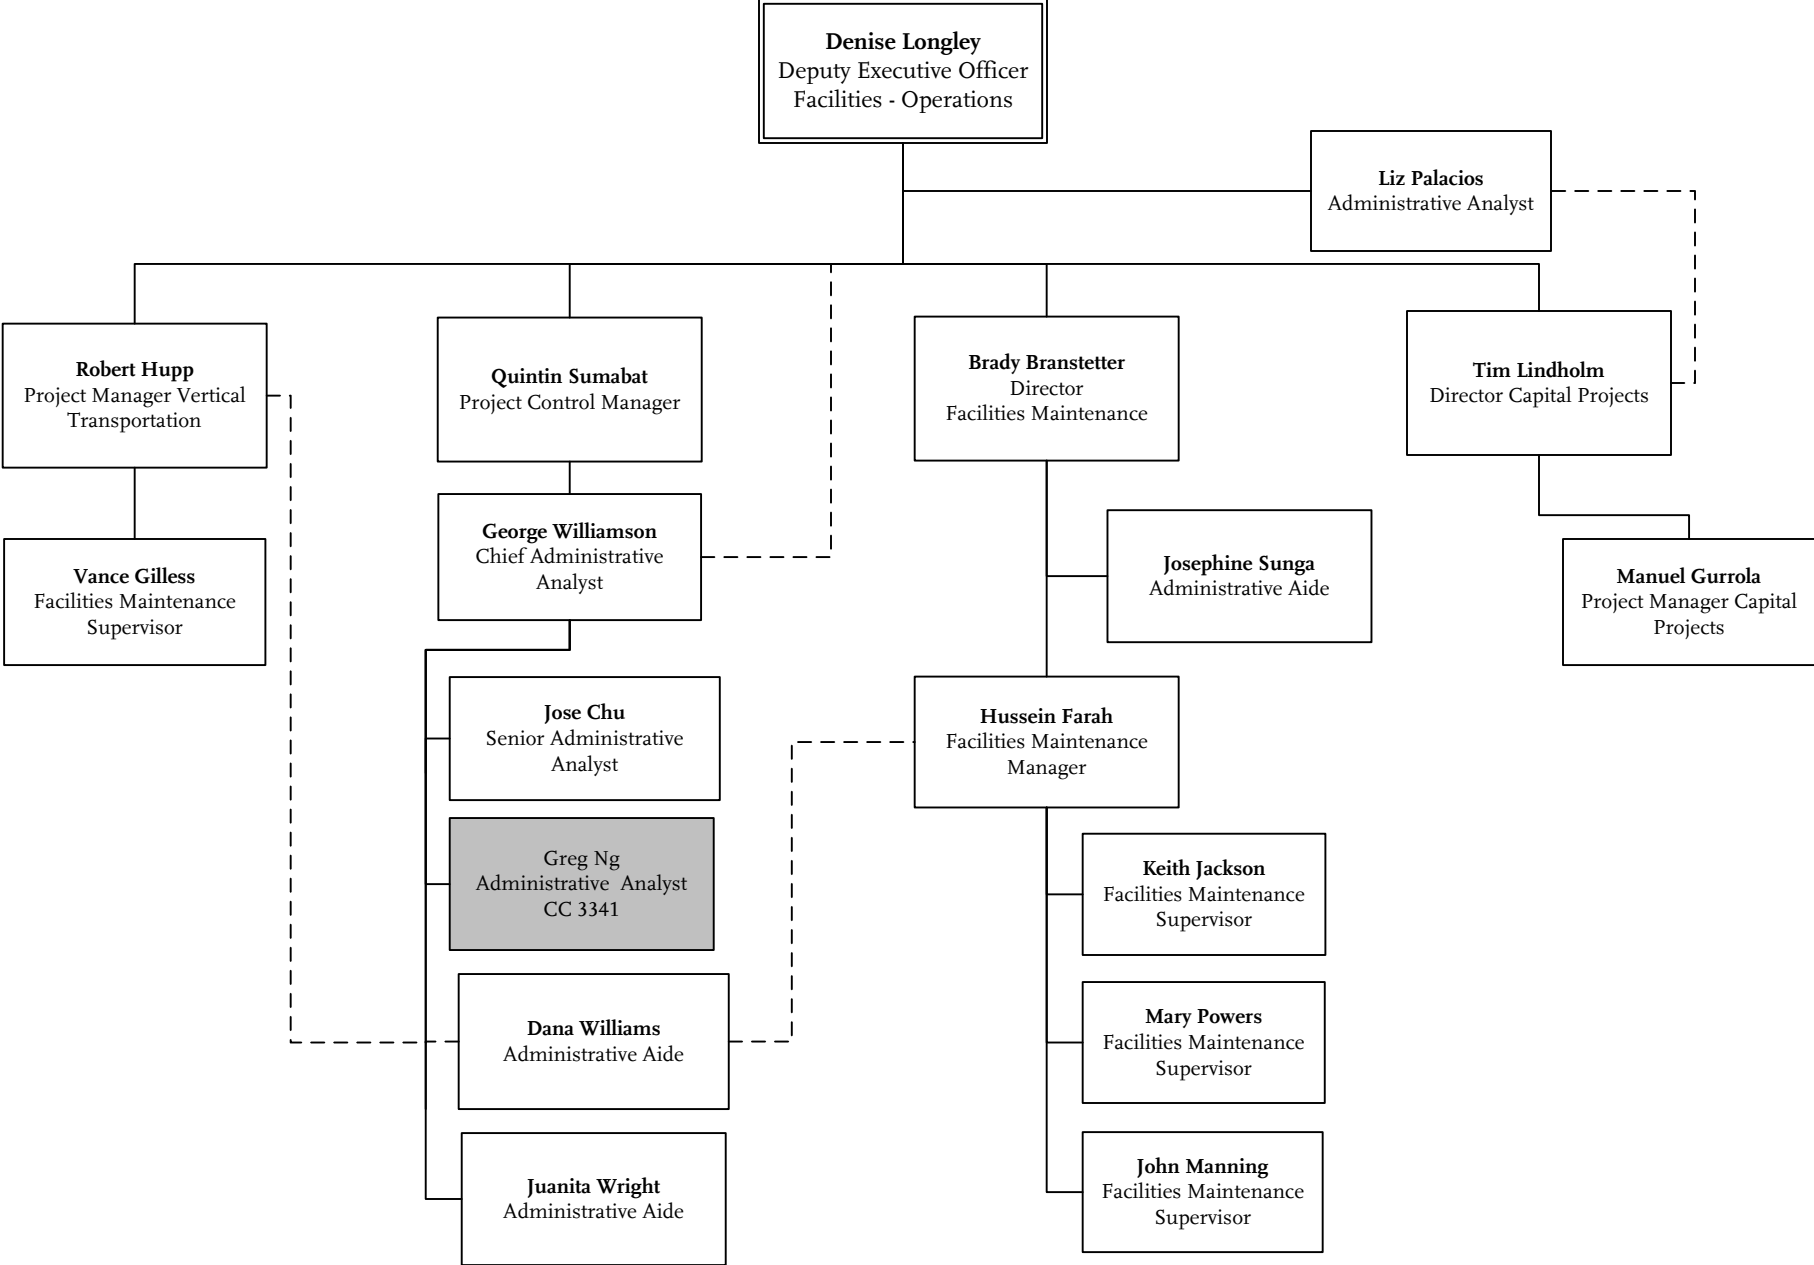 Denise Longley
Deputy Executive Officer
Facilities - Operations
Liz Palacios
Administrative Analyst
Robert Hupp
Project Manager Vertical
Transportation
Quintin Sumabat
Project Control Manager
Brady Branstetter
Director
Facilities Maintenance
Tim Lindholm
Director Capital Projects
George Williamson
Chief Administrative
Analyst
Josephine Sunga
Administrative Aide
Vance Gilless
Facilities Maintenance
Supervisor
Manuel Gurrola
Project Manager Capital
Projects
Jose Chu
Senior Administrative
Analyst
Hussein Farah
Facilities Maintenance
Manager
Greg Ng
Administrative  Analyst
CC 3341
Keith Jackson
Facilities Maintenance
Supervisor
Dana Williams
Administrative Aide
Mary Powers
Facilities Maintenance
Supervisor
Juanita Wright
Administrative Aide
John Manning
Facilities Maintenance
Supervisor